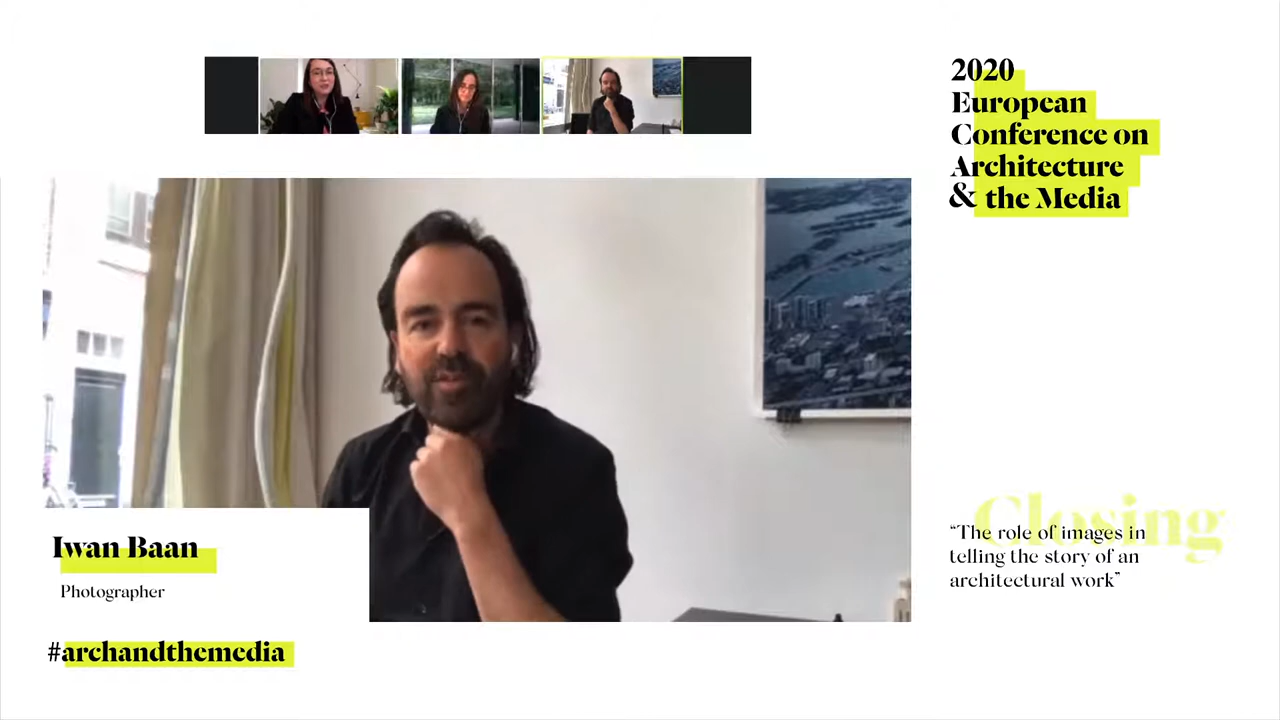 2020
European
Conference on
Architecture
& the Media
Iwan Baan
Photographer
#archandthemedia
Closing
“The role of images in
telling the story of an
architectural work”